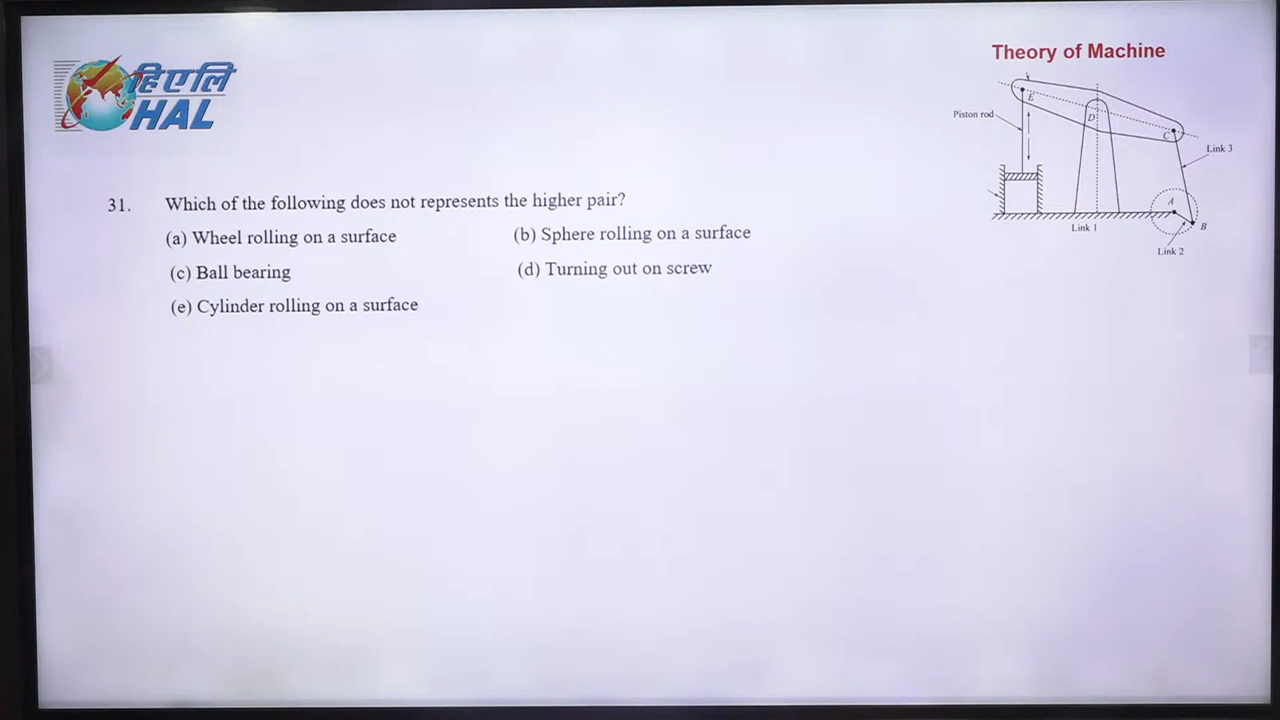 हिएलि
HAL
Theory of Machine
E
Piston rod
D
C
Link 3
A
B
Link 1
Link 2
31. Which of the following does not represents the higher pair?
(a) Wheel rolling on a surface (b) Sphere rolling on a surface
(c) Ball bearing (d) Turning out on screw
(e) Cylinder rolling on a surface